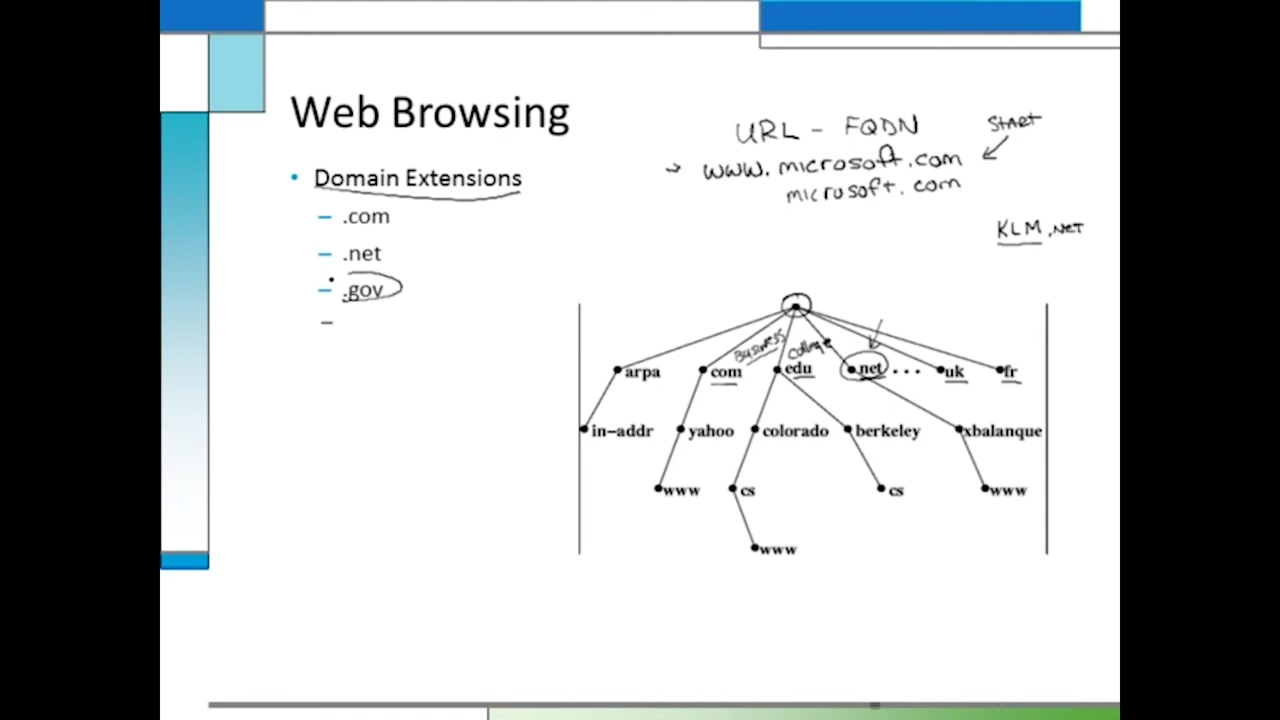 Web Browsing
URL - FQDN
START
www.microsoft.com
microsoft.com
• Domain Extensions
– .com
– .net
– .gov
–
KLM.NET
Business
college
arpa com edu net ... uk fr
in-addr yahoo colorado berkeley xbalanque
www cs cs www
www